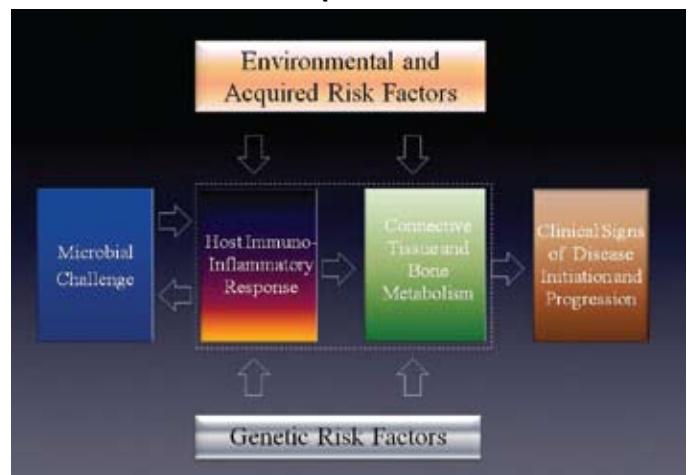 Environmental and
Acquired Risk Factors
Microbial
Challenge
Host Immuno-
Inflammatory
Response
Connective
Tissue and
Bone
Metabolism
Clinical Signs
of Disease
Initiation and
Progression
Genetic Risk Factors